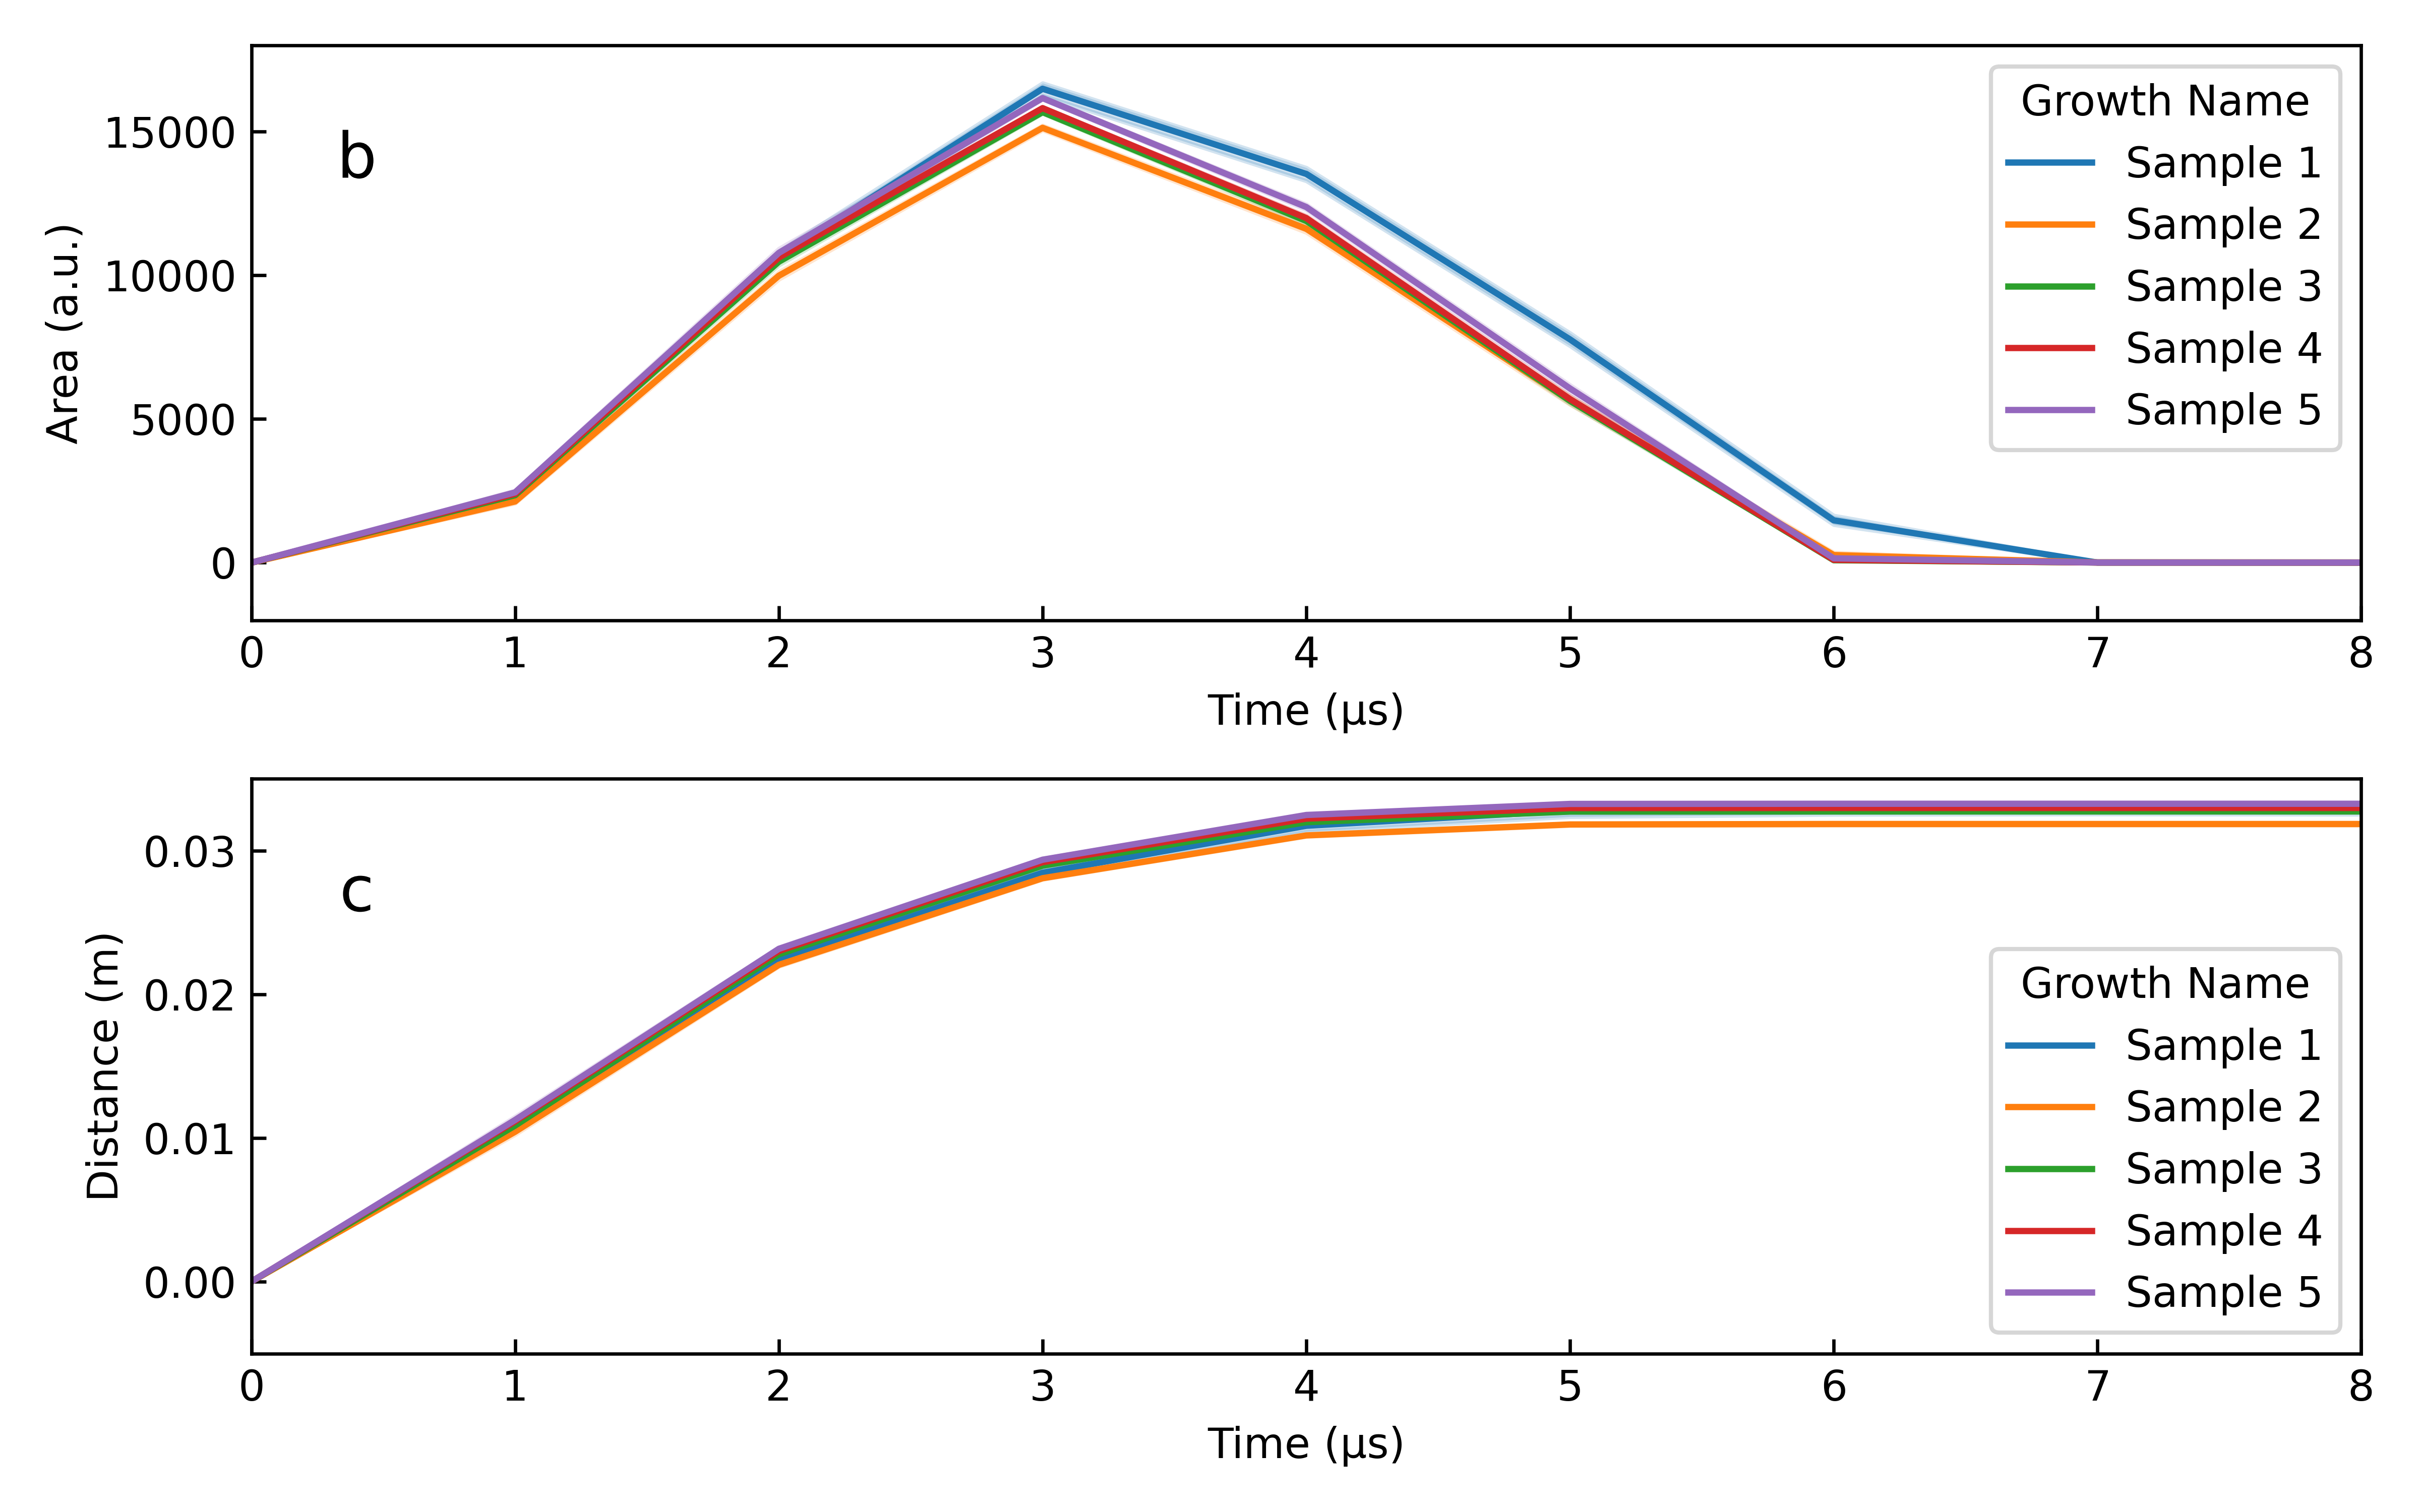 b
Area (a.u.)
15000
10000
5000
0
Growth Name
Sample 1
Sample 2
Sample 3
Sample 4
Sample 5
0 1 2 3 4 5 6 7 8
Time (µs)
c
Distance (m)
0.03
0.02
0.01
0.00
Growth Name
Sample 1
Sample 2
Sample 3
Sample 4
Sample 5
0 1 2 3 4 5 6 7 8
Time (µs)